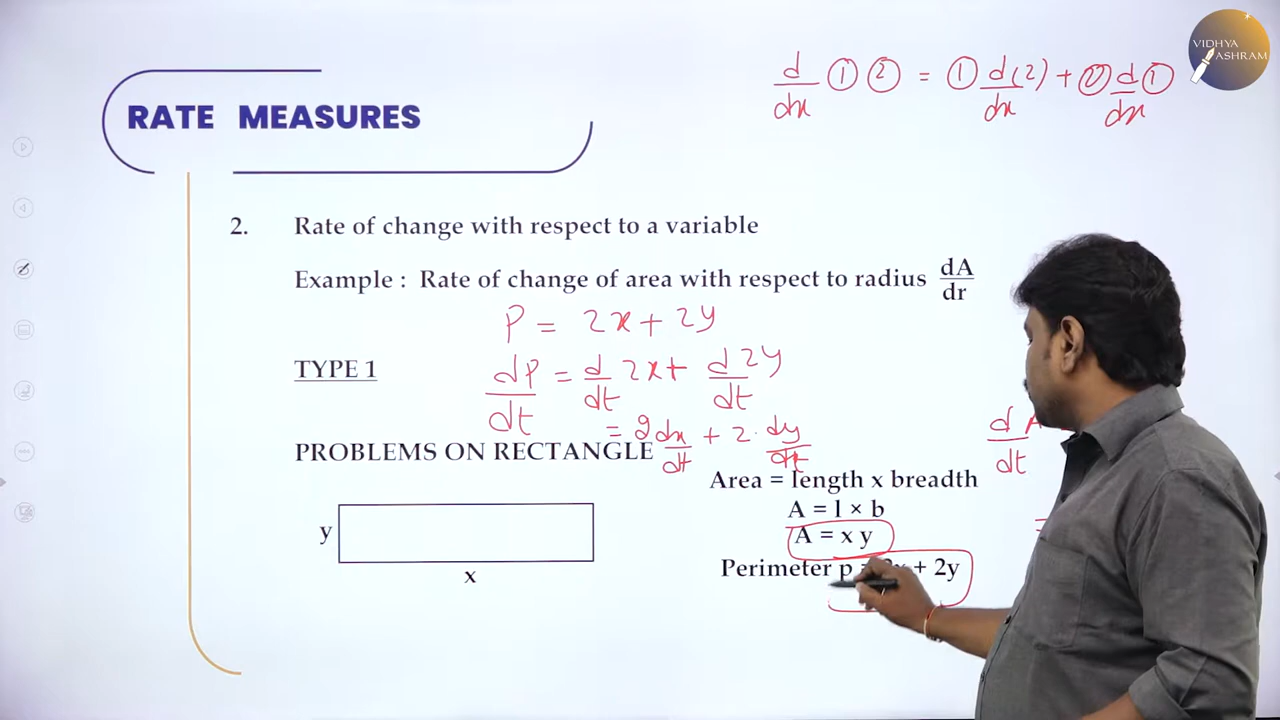 VIDHYA
ASHRAM
d/dx ① ② = ① d/dx (2) + ② d/dx ①
RATE MEASURES
2. Rate of change with respect to a variable
Example : Rate of change of area with respect to radius dA/dr
P = 2x + 2y
TYPE 1
dP/dt = d/dt 2x + d/dt 2y
= 2 dx/dt + 2 · dy/dt
d/dt A
PROBLEMS ON RECTANGLE
Area = length x breadth
A = l × b
y
A = x y
=
Perimeter p = 2x + 2y
x